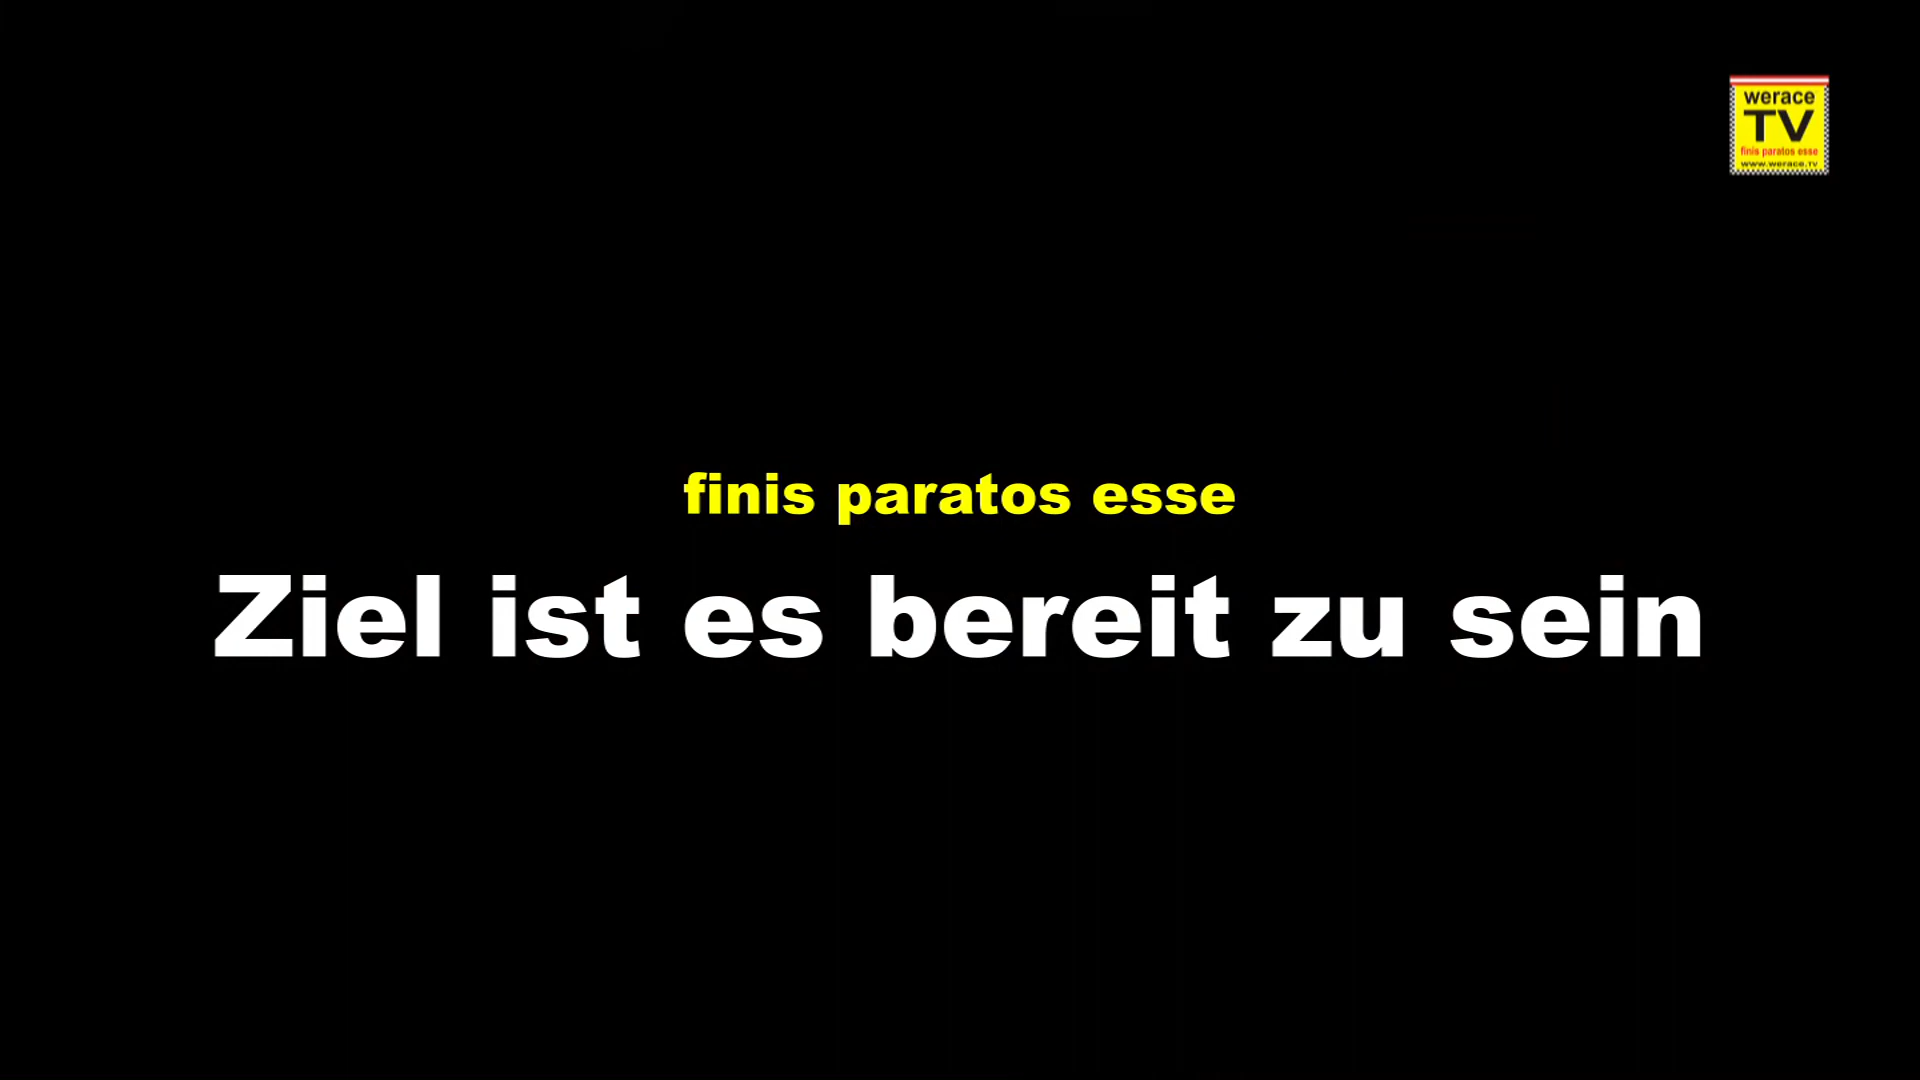 werace
TV
finis paratos esse
www.werace.TV
finis paratos esse
Ziel ist es bereit zu sein